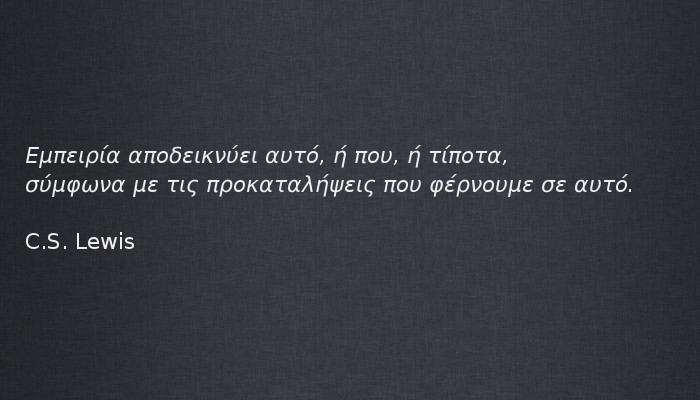 Εμπειρία αποδεικνύει αυτό, ή που, ή τίποτα,
σύμφωνα με τις προκαταλήψεις που φέρνουμε σε αυτό.
C.S. Lewis